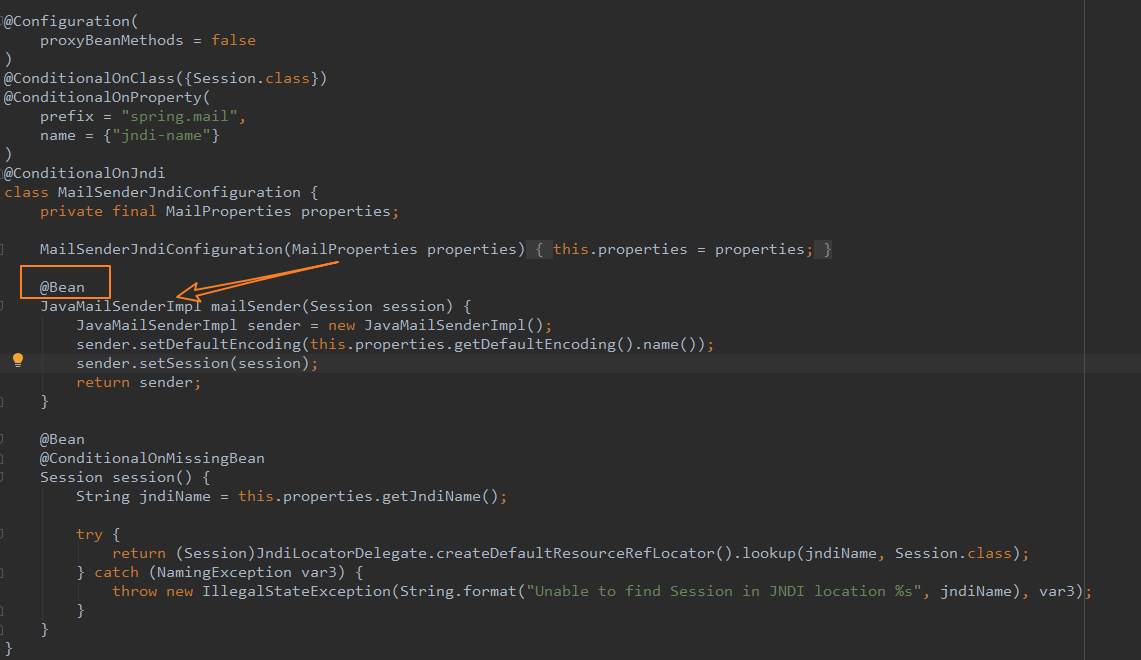 @Configuration(
    proxyBeanMethods = false
)
@ConditionalOnClass({Session.class})
@ConditionalOnProperty(
    prefix = "spring.mail",
    name = {"jndi-name"}
)
@ConditionalOnJndi
class MailSenderJndiConfiguration {
    private final MailProperties properties;
    MailSenderJndiConfiguration(MailProperties properties) { this.properties = properties; }
    @Bean
    JavaMailSenderImpl mailSender(Session session) {
        JavaMailSenderImpl sender = new JavaMailSenderImpl();
        sender.setDefaultEncoding(this.properties.getDefaultEncoding().name());
        sender.setSession(session);
        return sender;
    }
    @Bean
    @ConditionalOnMissingBean
    Session session() {
        String jndiName = this.properties.getJndiName();
        try {
            return (Session)JndiLocatorDelegate.createDefaultResourceRefLocator().lookup(jndiName, Session.class);
        } catch (NamingException var3) {
            throw new IllegalStateException(String.format("Unable to find Session in JNDI location %s", jndiName), var3);
        }
    }
}